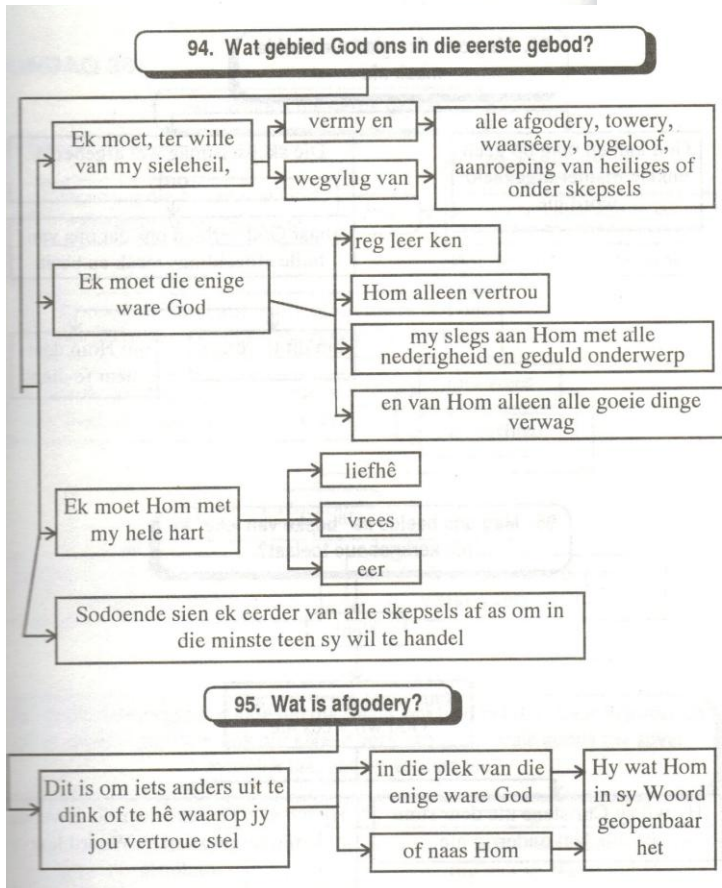 94. Wat gebied God ons in die eerste gebod?
Ek moet, ter wille
van my sieleheil,
vermy en
wegvlug van
alle afgodery, towery,
waarsêery, bygeloof,
aanroeping van heiliges of
onder skepsels
Ek moet die enige
ware God
reg leer ken
Hom alleen vertrou
my slegs aan Hom met alle
nederigheid en geduld onderwerp
en van Hom alleen alle goeie dinge
verwag
Ek moet Hom met
my hele hart
liefhê
vrees
eer
Sodoende sien ek eerder van alle skepsels af as om in
die minste teen sy wil te handel
95. Wat is afgodery?
Dit is om iets anders uit te
dink of te hê waarop jy
jou vertroue stel
in die plek van die
enige ware God
of naas Hom
Hy wat Hom
in sy Woord
geopenbaar
het